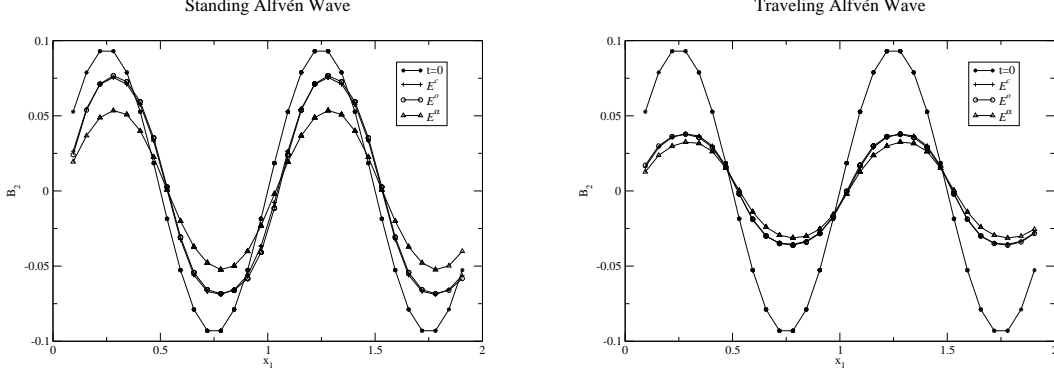 Standing Alfvén Wave
0.1
0.05
0
-0.05
-0.1
B2
0
0.5
1
1.5
2
x1
t=0
E^c
E^o
E^α
Traveling Alfvén Wave
0.1
0.05
0
-0.05
-0.1
B2
0
0.5
1
1.5
2
x1
t=0
E^c
E^o
E^α